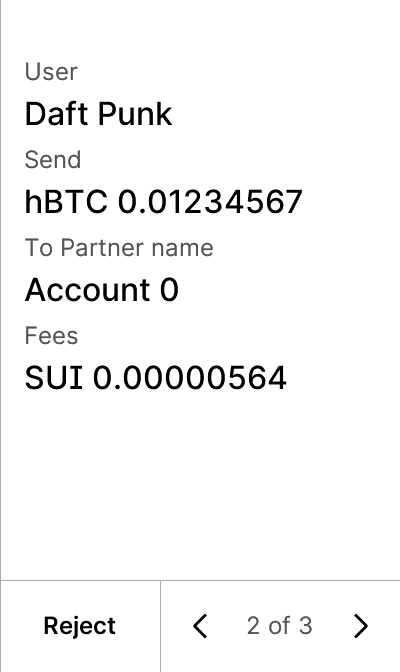 User
Daft Punk
Send
hBTC 0.01234567
To Partner name
Account 0
Fees
SUI 0.00000564
Reject
2 of 3